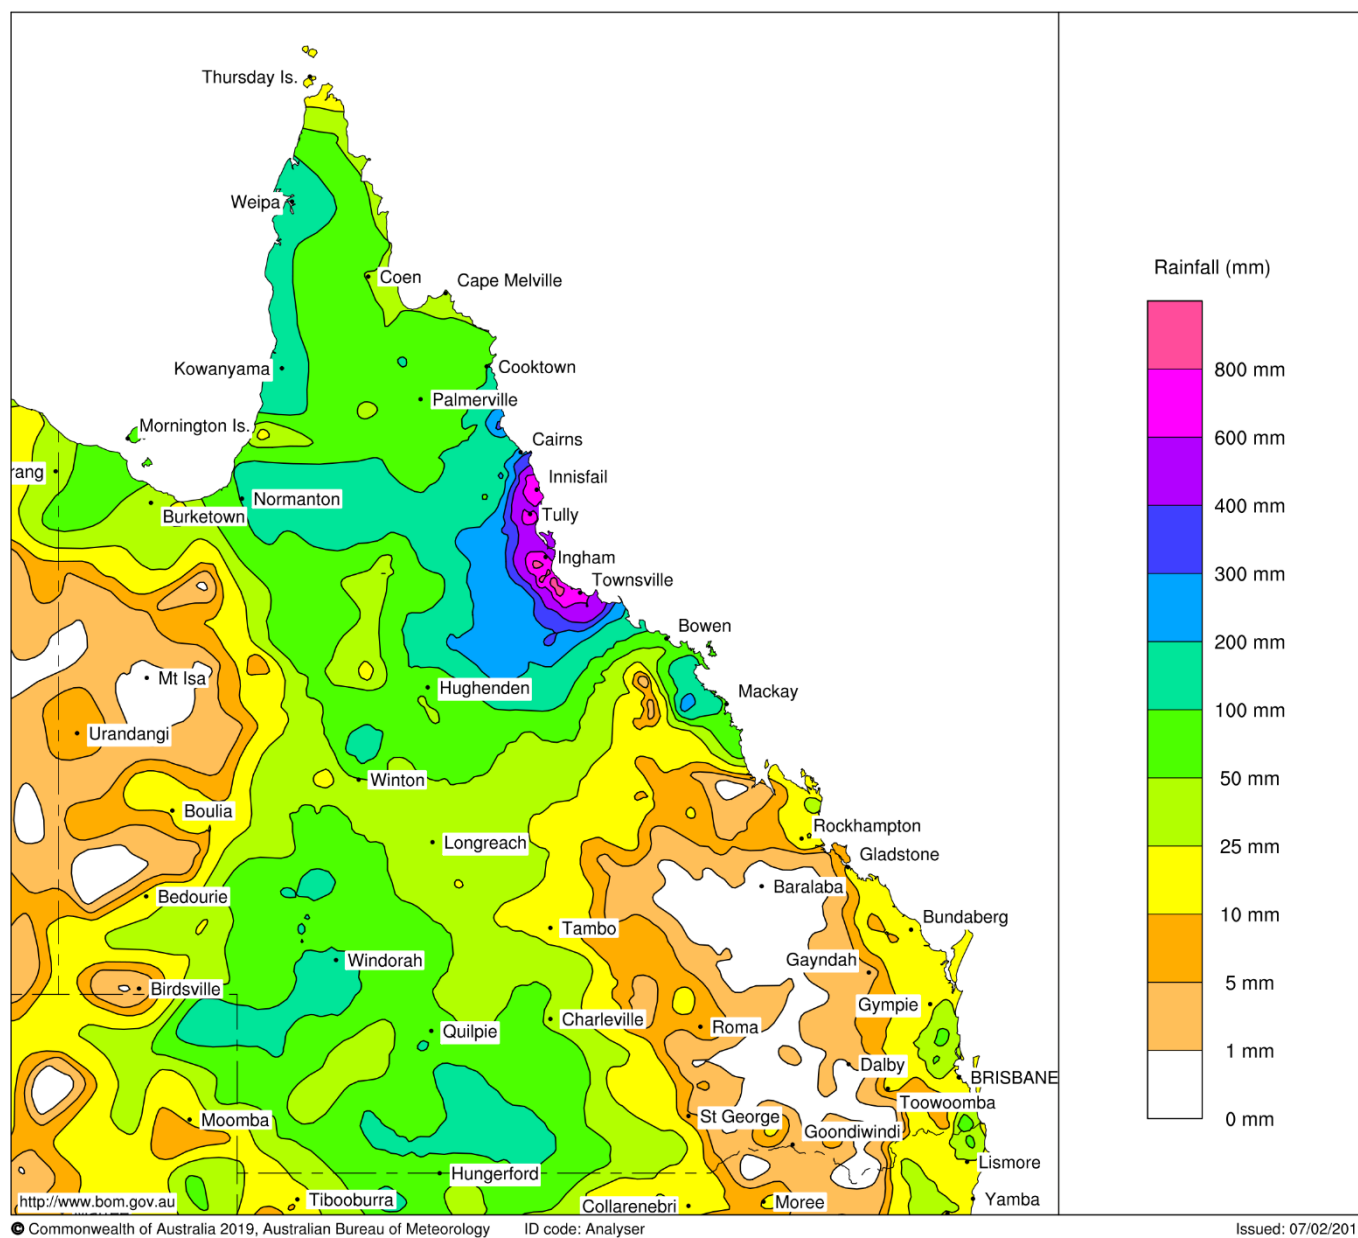 Thursday Is.
Weipa
Coen
Cape Melville
Kowanyama
Cooktown
Palmerville
Mornington Is.
Cairns
rang
Innisfail
Normanton
Burketown
Tully
Ingham
Townsville
Bowen
Mt Isa
Hughenden
Mackay
Urandangi
Winton
Boulia
Longreach
Rockhampton
Gladstone
Baralaba
Bedourie
Bundaberg
Tambo
Windorah
Gayndah
Birdsville
Gympie
Charleville
Quilpie
Roma
Dalby
BRISBANE
Toowoomba
Moomba
St George
Goondiwindi
Lismore
Hungerford
Tibooburra
Collarenebri
Moree
Yamba
http://www.bom.gov.au
Rainfall (mm)
800 mm
600 mm
400 mm
300 mm
200 mm
100 mm
50 mm
25 mm
10 mm
5 mm
1 mm
0 mm
© Commonwealth of Australia 2019, Australian Bureau of Meteorology
ID code: Analyser
Issued: 07/02/201